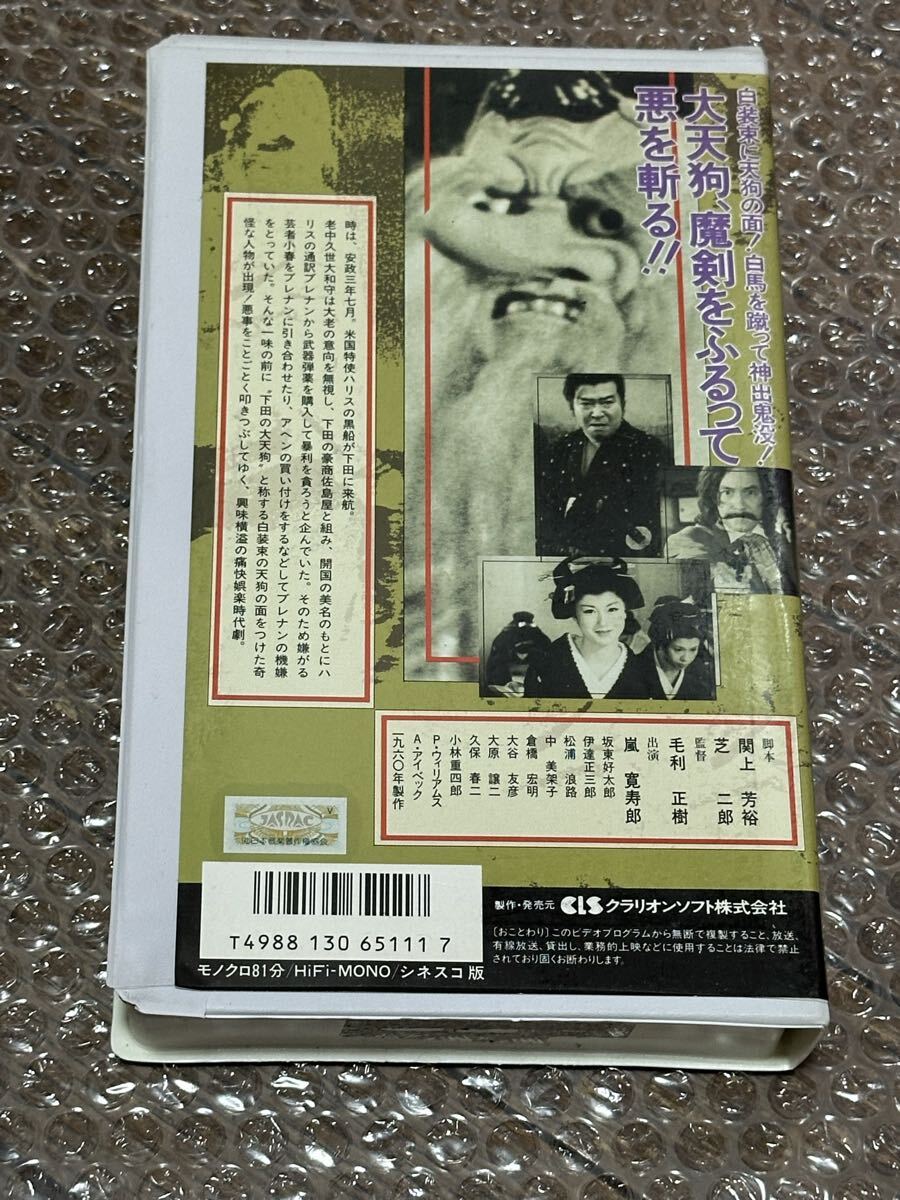 白装束に天狗の面！白馬を蹴って神出鬼没！
大天狗、魔剣をふるって
悪を斬る!!
時は、安政三年七月。米国特使ハリスの黒船が下田に来航。
老中久世大和守は大老の意向を無視し、下田の豪商佐島屋と組み、開国の美名のもとにハ
リスの通訳ブレナンから武器弾薬を購入して暴利を貪ろうと企んでいた。そのため嫌がる
芸者小春をブレナンに引き合わせたり、アヘンの買い付けをするなどしてブレナンの機嫌
をとっていた。そんな一味の前に〝下田の大天狗〟と称する白装束の天狗の面をつけた奇
怪な人物が出現！悪事をことごとく叩きつぶしてゆく、興味横溢の痛快娯楽時代劇。
脚本
関上 芳裕
芝 二郎
監督
毛利 正樹
出演
嵐 寛寿郎
坂東好太郎
伊達正三郎
松浦 浪路
中 美架子
倉橋 宏明
大谷 友彦
大原 譲二
久保 春二
小林重四郎
P・ウィリアムス
A・アイベック
一九六〇年製作
V
JASRAC
T4988 130 65111 7
モノクロ81分/HiFi-MONO/シネスコ版
製作・発売元 CLS クラリオンソフト株式会社
〔おことわり〕このビデオプログラムから無断で複製すること、放送、
有線放送、貸出し、業務的上映などに使用することは法律で禁止
されており固くお断わりします。